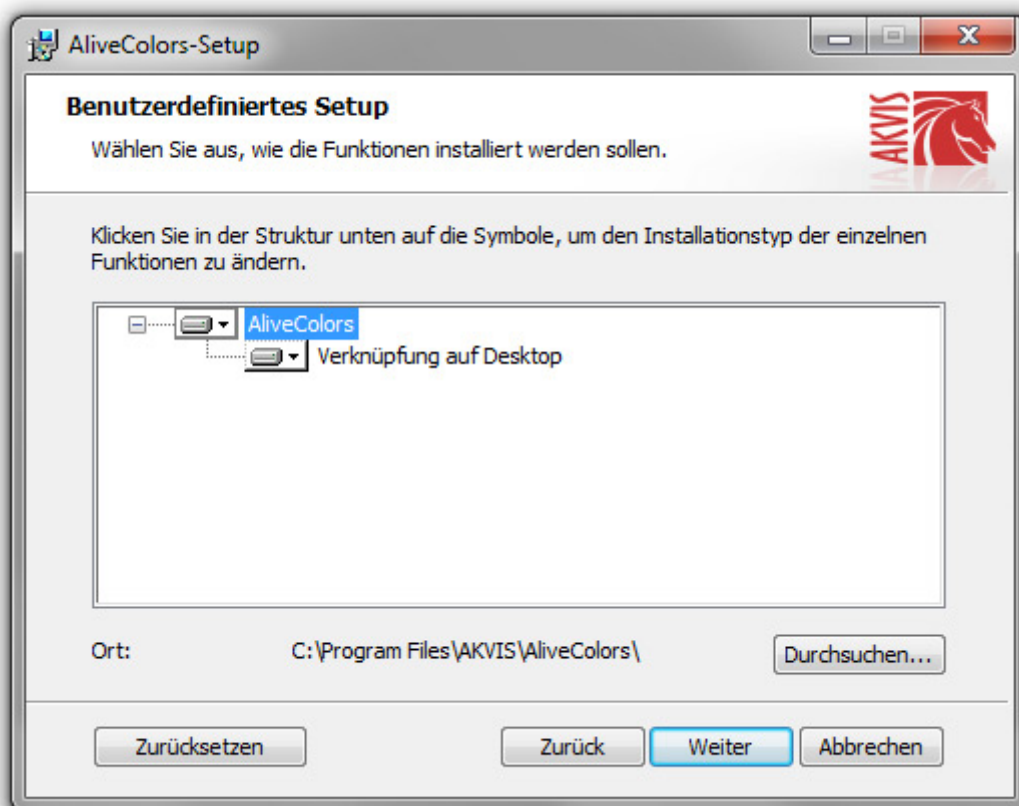 AliveColors-Setup
Benutzerdefiniertes Setup
Wählen Sie aus, wie die Funktionen installiert werden sollen.
AKVIS
Klicken Sie in der Struktur unten auf die Symbole, um den Installationstyp der einzelnen
Funktionen zu ändern.
AliveColors
Verknüpfung auf Desktop
Ort: C:\Program Files\AKVIS\AliveColors\ Durchsuchen...
Zurücksetzen Zurück Weiter Abbrechen